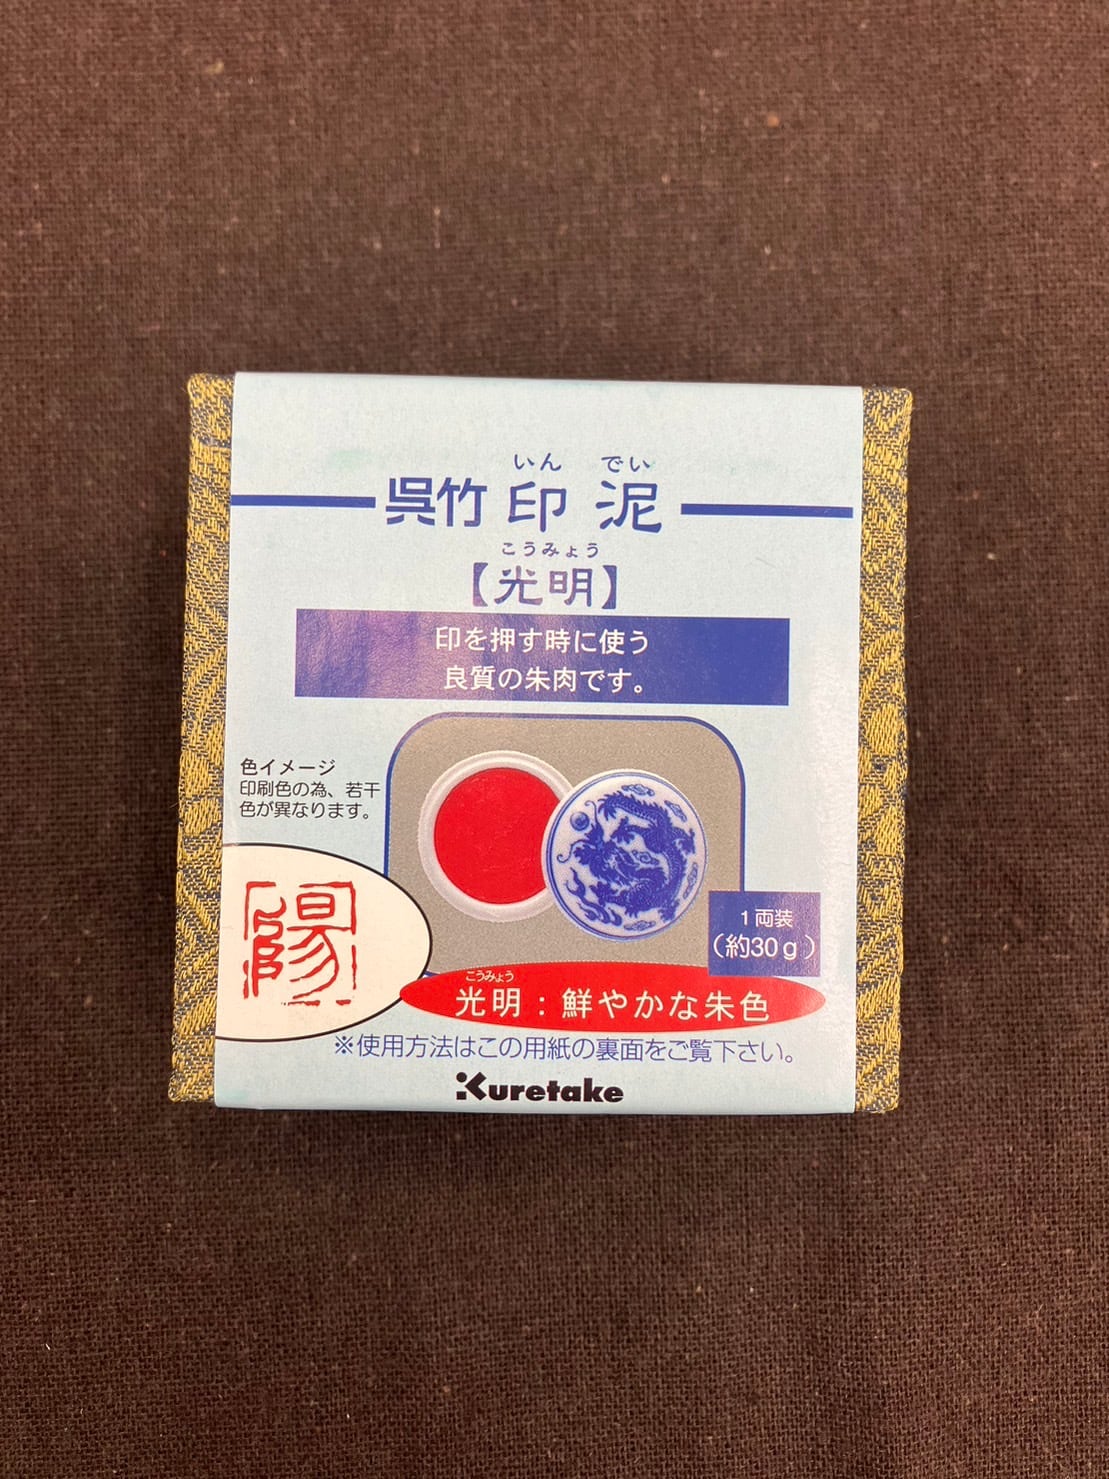 いん でい
呉竹 印 泥
こうみょう
【光明】
印を押す時に使う
良質の朱肉です。
色イメージ
印刷色の為、若干
色が異なります。
陽
1両装
(約30g)
こうみょう
光明：鮮やかな朱色
※使用方法はこの用紙の裏面をご覧下さい。
Kuretake